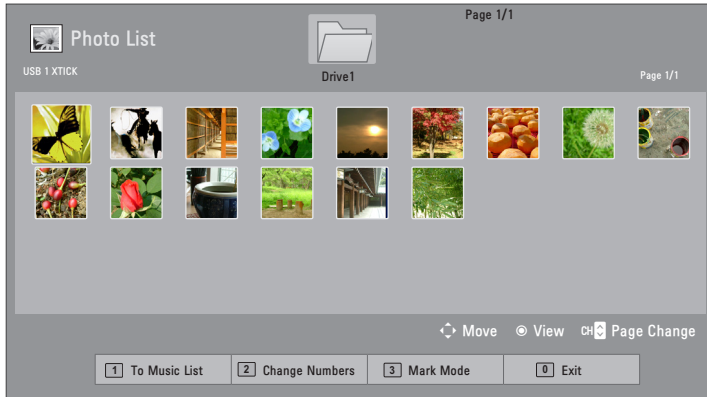 Page 1/1
Photo List
USB 1 XTICK
Drive1
Page 1/1
Move View CH Page Change
1 To Music List 2 Change Numbers 3 Mark Mode 0 Exit